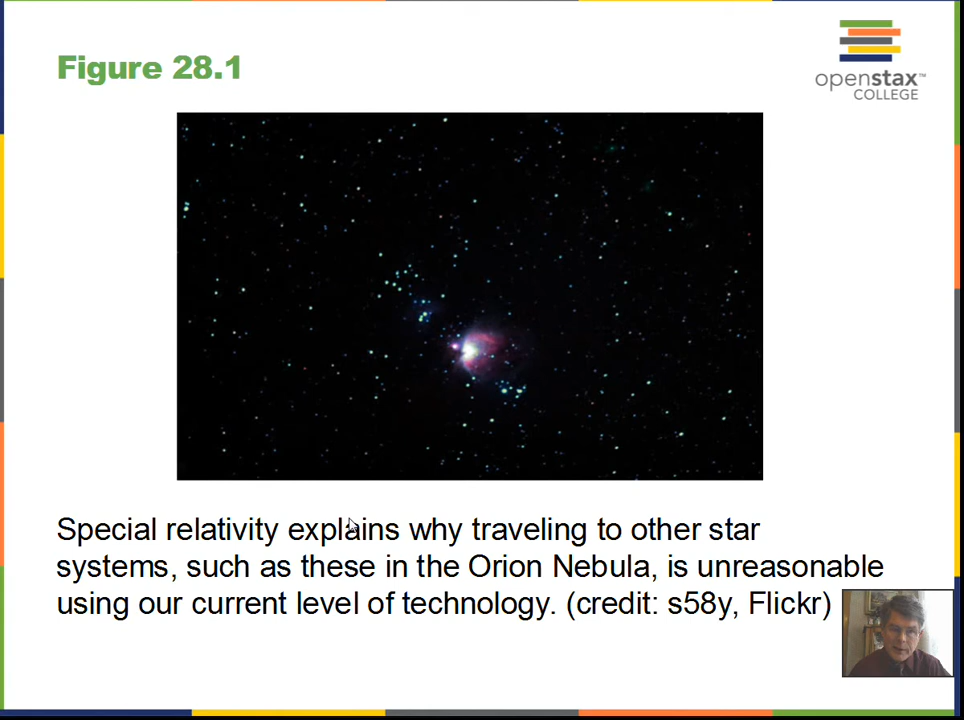 Figure 28.1
openstax™
COLLEGE
Special relativity explains why traveling to other star
systems, such as these in the Orion Nebula, is unreasonable
using our current level of technology. (credit: s58y, Flickr)